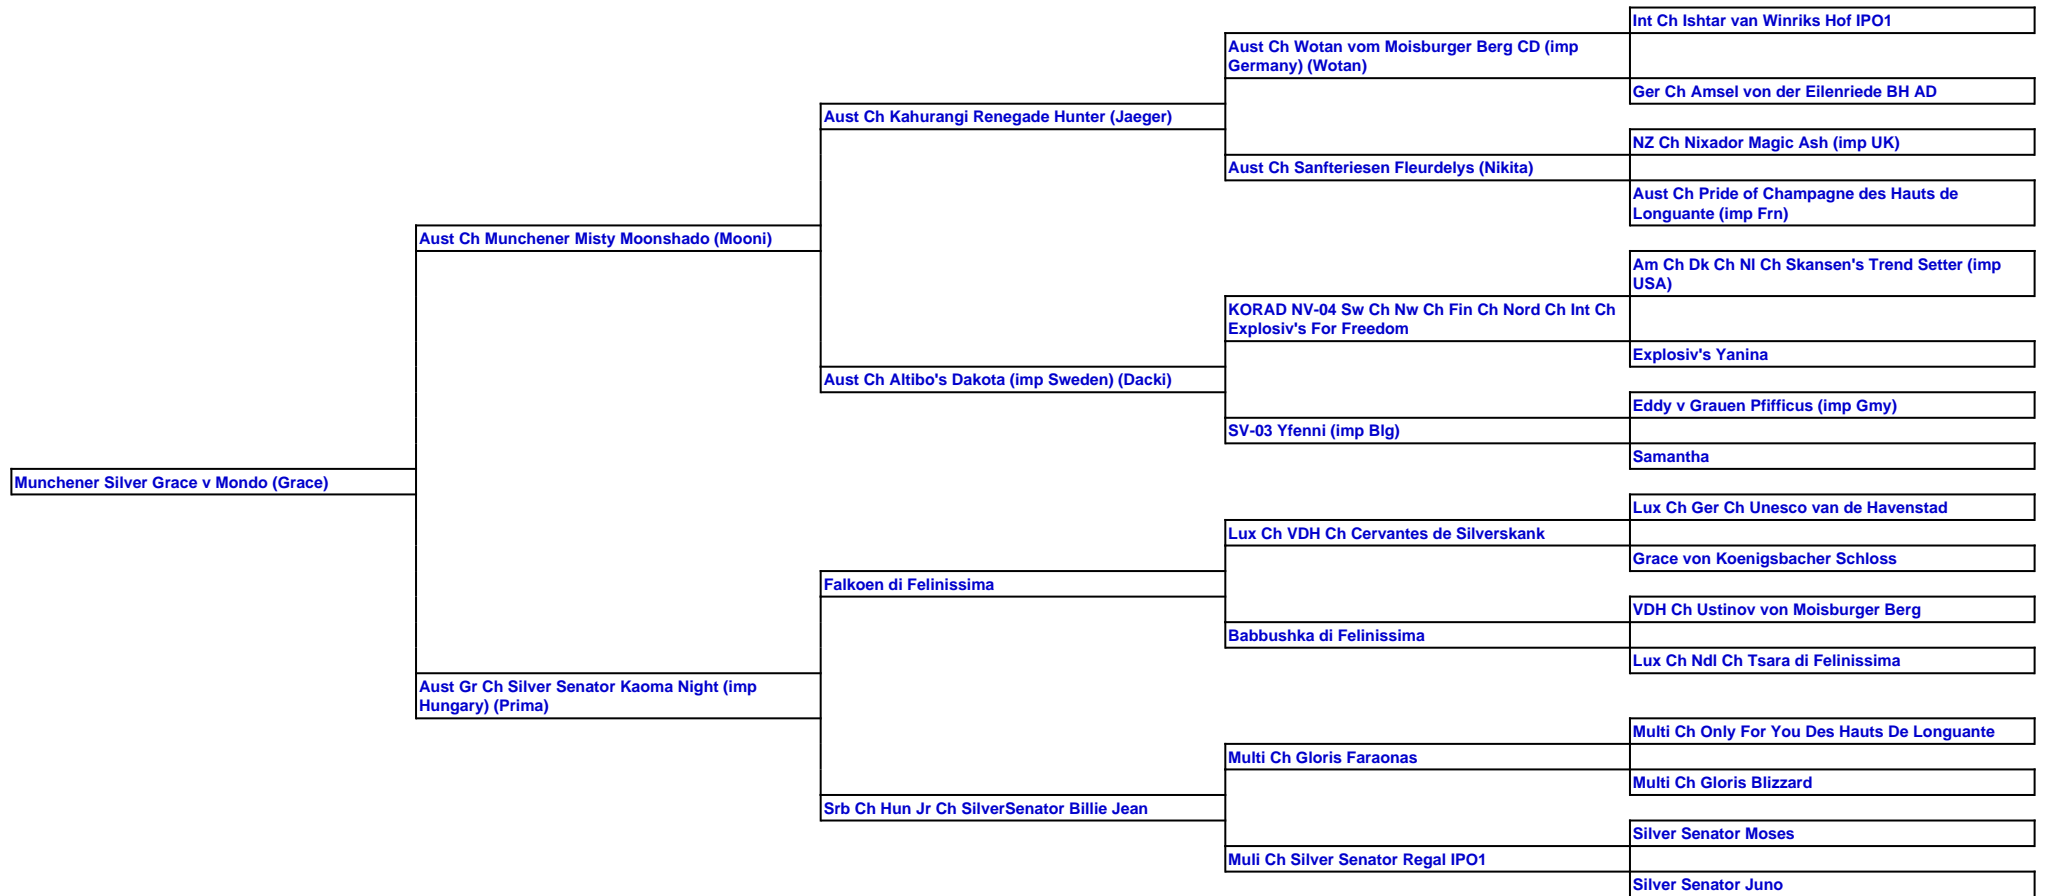 Int Ch Ishtar van Winriks Hof IPO1
Aust Ch Wotan vom Moisburger Berg CD (imp
Germany) (Wotan)
Ger Ch Amsel von der Eilenriede BH AD
Aust Ch Kahurangi Renegade Hunter (Jaeger)
NZ Ch Nixador Magic Ash (imp UK)
Aust Ch Sanfteriesen Fleurdelys (Nikita)
Aust Ch Pride of Champagne des Hauts de
Longuante (imp Frn)
Aust Ch Munchener Misty Moonshado (Mooni)
Am Ch Dk Ch Nl Ch Skansen's Trend Setter (imp
USA)
KORAD NV-04 Sw Ch Nw Ch Fin Ch Nord Ch Int Ch
Explosiv's For Freedom
Explosiv's Yanina
Aust Ch Altibo's Dakota (imp Sweden) (Dacki)
Eddy v Grauen Pfifficus (imp Gmy)
SV-03 Yfenni (imp Blg)
Samantha
Munchener Silver Grace v Mondo (Grace)
Lux Ch Ger Ch Unesco van de Havenstad
Lux Ch VDH Ch Cervantes de Silverskank
Grace von Koenigsbacher Schloss
Falkoen di Felinissima
VDH Ch Ustinov von Moisburger Berg
Babbushka di Felinissima
Lux Ch Ndl Ch Tsara di Felinissima
Aust Gr Ch Silver Senator Kaoma Night (imp
Hungary) (Prima)
Multi Ch Only For You Des Hauts De Longuante
Multi Ch Gloris Faraonas
Multi Ch Gloris Blizzard
Srb Ch Hun Jr Ch SilverSenator Billie Jean
Silver Senator Moses
Muli Ch Silver Senator Regal IPO1
Silver Senator Juno